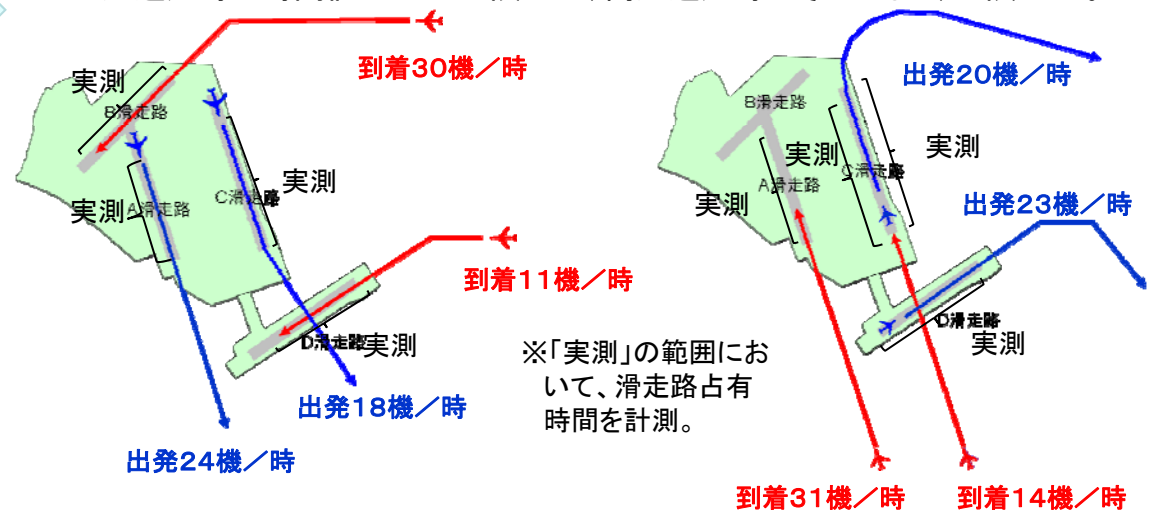 到着30機／時
実測
B滑走路
実測
A滑走路
C滑走路
実測
到着11機／時
D滑走路
実測
出発18機／時
出発24機／時
※「実測」の範囲にお
いて、滑走路占有
時間を計測。
出発20機／時
B滑走路
実測
C滑走路
実測
A滑走路
実測
出発23機／時
D滑走路
実測
到着31機／時
到着14機／時